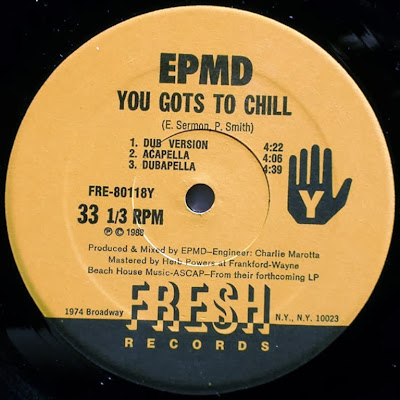 EPMD
YOU GOTS TO CHILL
(E. Sermon, P. Smith)
1. DUB VERSION 4:22
2. ACAPELLA 4:06
3. DUBAPELLA 4:39
FRE-80118Y
Y
33 1/3 RPM
Ⓟ © 1988
Produced & Mixed by EPMD–Engineer: Charlie Marotta
Mastered by Herb Powers at Frankford-Wayne
Beach House Music-ASCAP–From their forthcoming LP
1974 Broadway FRESH N.Y., N.Y. 10023
RECORDS